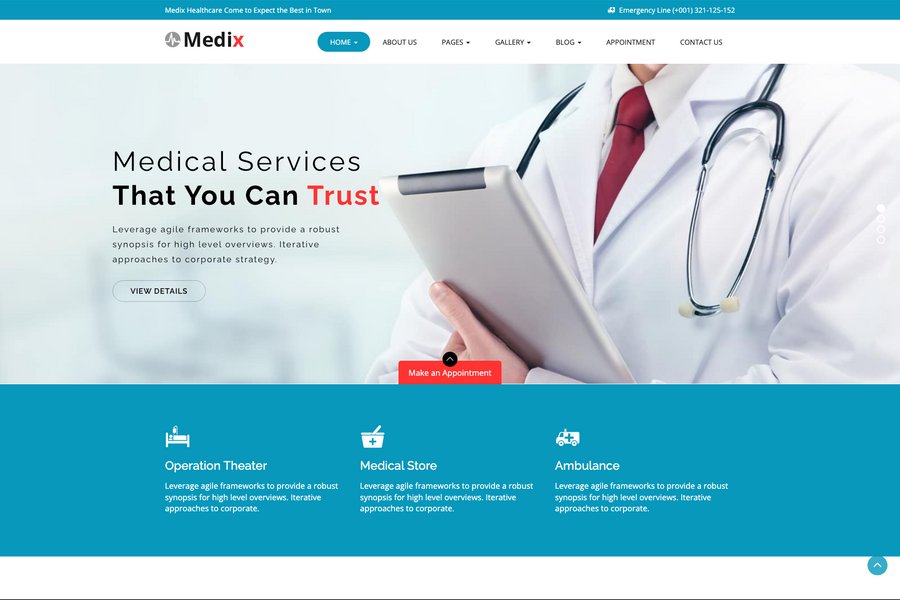 Medix Healthcare Come to Expect the Best in Town
Emergency Line (+001) 321-125-152
Medix
HOME
ABOUT US
PAGES
GALLERY
BLOG
APPOINTMENT
CONTACT US
Medical Services
That You Can Trust
Leverage agile frameworks to provide a robust
synopsis for high level overviews. Iterative
approaches to corporate strategy.
VIEW DETAILS
Make an Appointment
Operation Theater
Leverage agile frameworks to provide a robust
synopsis for high level overviews. Iterative
approaches to corporate.
Medical Store
Leverage agile frameworks to provide a robust
synopsis for high level overviews. Iterative
approaches to corporate.
Ambulance
Leverage agile frameworks to provide a robust
synopsis for high level overviews. Iterative
approaches to corporate.